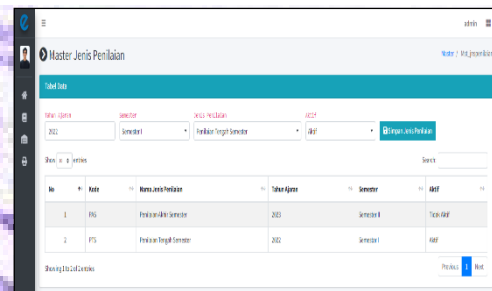 admin
Master Jenis Penilaian
Master / Mst_jnspenilaian
Tabel Data
Tahun Ajaran Semester Jenis Penilaian Aktif
2022 Semester I Penilaian Tengah Semester Aktif Simpan Jenis Penilaian
Show entries Search:
No Kode Nama Jenis Penilaian Tahun Ajaran Semester Aktif
1 PAS Penilaian Akhir Semester 2023 Semester II Tidak Aktif
2 PTS Penilaian Tengah Semester 2022 Semester I Aktif
Showing 1 to 2 of 2 entries
Previous 1 Next